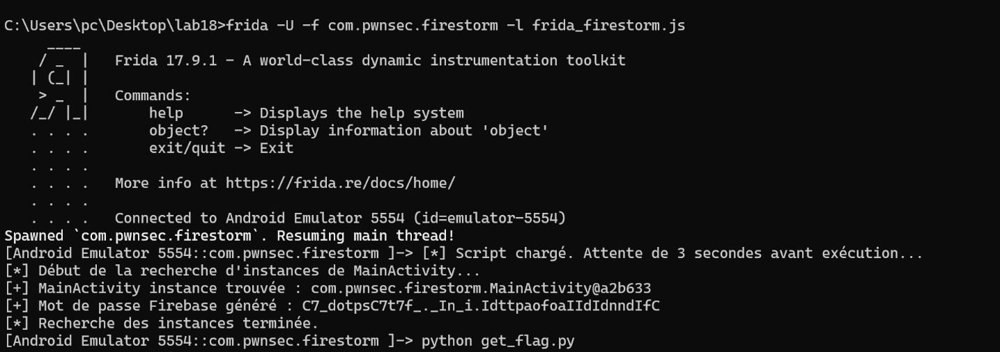 C:\Users\pc\Desktop\lab18>frida -U -f com.pwnsec.firestorm -l frida_firestorm.js
     ____
    / _  |   Frida 17.9.1 - A world-class dynamic instrumentation toolkit
   | (_| |
    > _  |   Commands:
   /_/ |_|       help      -> Displays the help system
   . . . .       object?   -> Display information about 'object'
   . . . .       exit/quit -> Exit
   . . . .
   . . . .   More info at https://frida.re/docs/home/
   . . . .
   . . . .   Connected to Android Emulator 5554 (id=emulator-5554)
Spawned `com.pwnsec.firestorm`. Resuming main thread!
[Android Emulator 5554::com.pwnsec.firestorm ]-> [*] Script chargé. Attente de 3 secondes avant exécution...
[*] Début de la recherche d'instances de MainActivity...
[+] MainActivity instance trouvée : com.pwnsec.firestorm.MainActivity@a2b633
[+] Mot de passe Firebase généré : C7_dotpsC7t7f_._In_i.IdttpaofoaIIdIdnndIfC
[*] Recherche des instances terminée.
[Android Emulator 5554::com.pwnsec.firestorm ]-> python get_flag.py